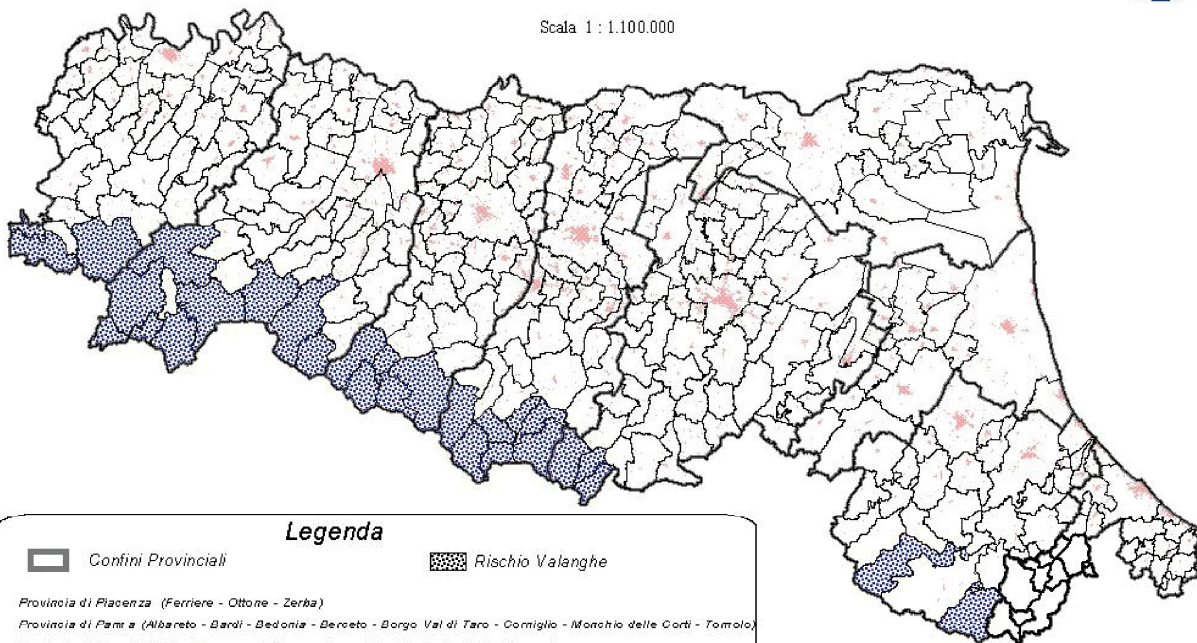 Scala 1 : 1.100.000
Legenda
Confini Provinciali
Rischio Valanghe
Provincia di Piacenza (Ferriere - Ottone - Zerba)
Provincia di Parma (Albareto - Bardi - Bedonia - Berceto - Borgo Val di Taro - Corniglio - Monchio delle Corti - Tornolo)